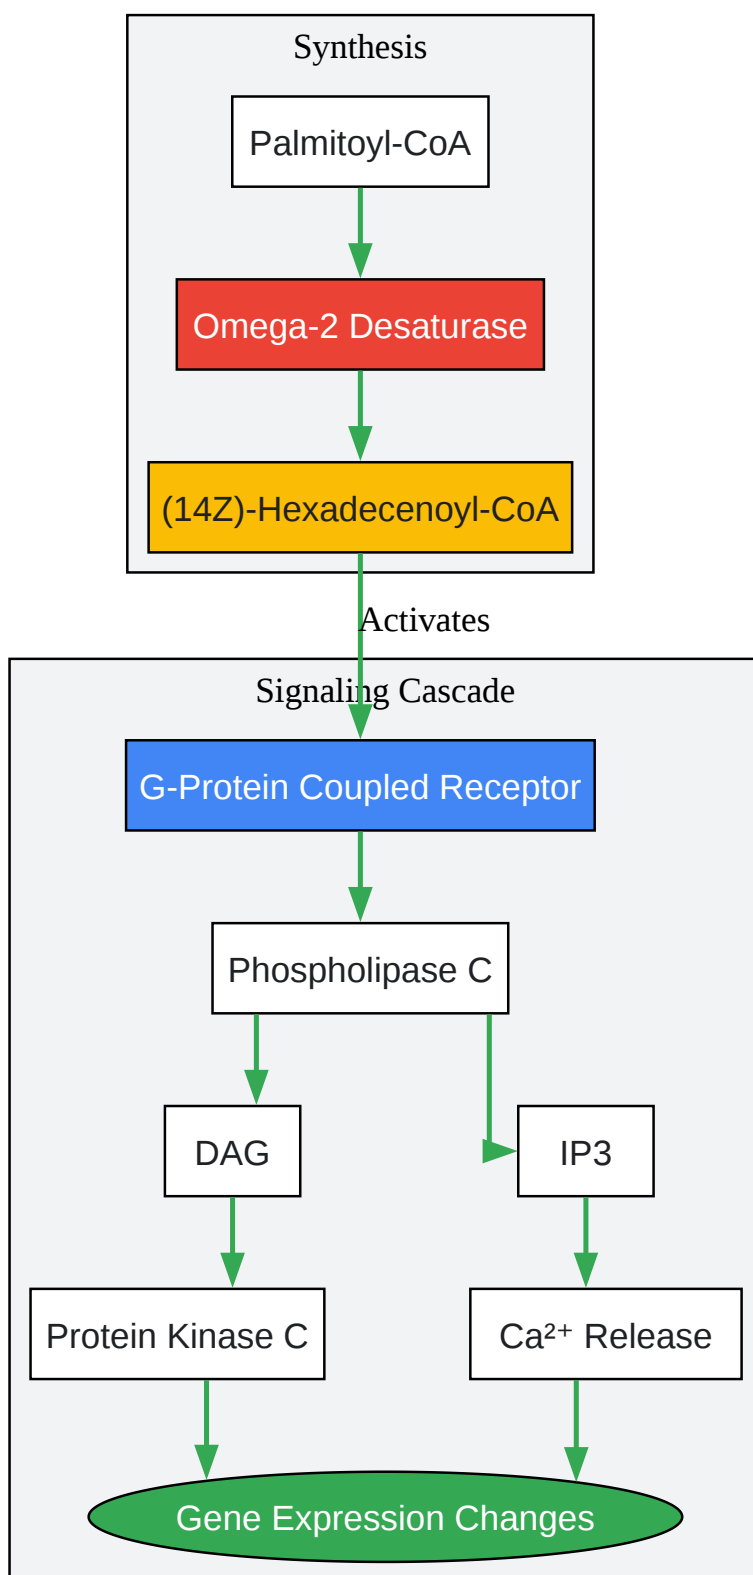 Synthesis
Palmitoyl-CoA
Omega-2 Desaturase
(14Z)-Hexadecenoyl-CoA
Activates
Signaling Cascade
G-Protein Coupled Receptor
Phospholipase C
DAG
IP3
Protein Kinase C
Ca²⁺ Release
Gene Expression Changes